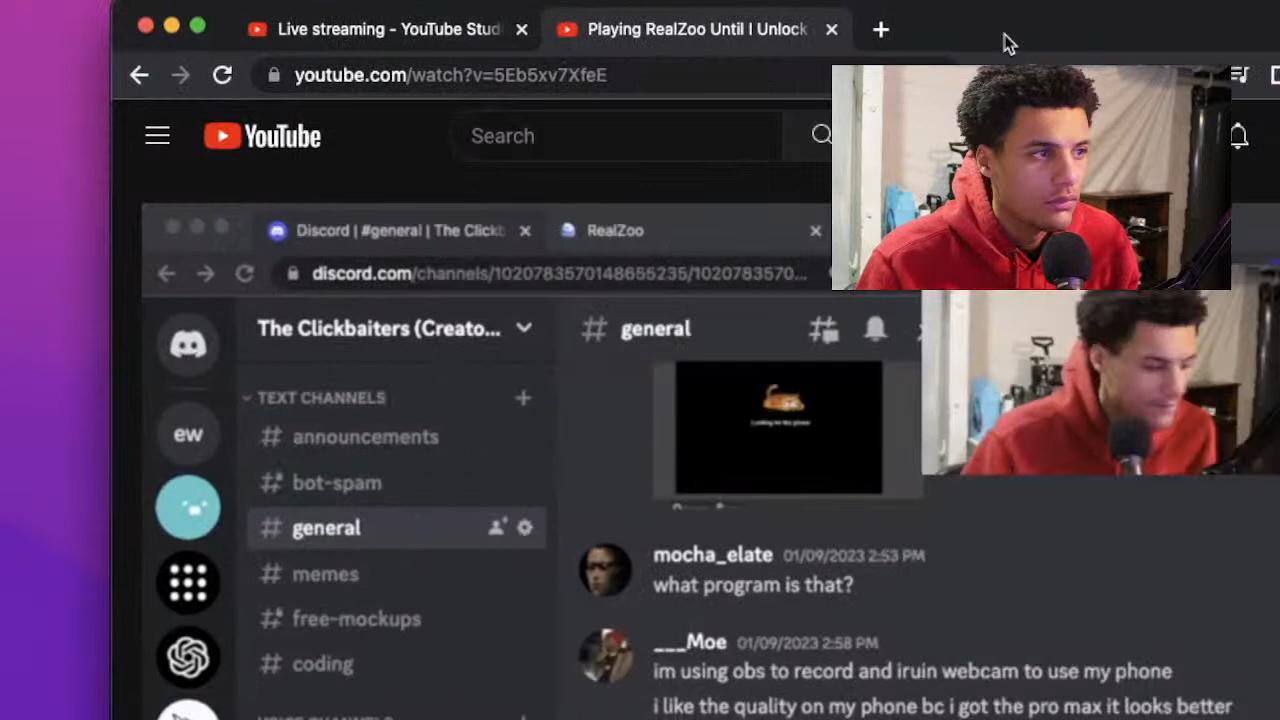 Live streaming - YouTube Stud
Playing RealZoo Until I Unlock
youtube.com/watch?v=5Eb5xv7XfeE
YouTube
Search
Discord | #general | The Clickb
RealZoo
discord.com/channels/1020783570148655235/1020783570...
The Clickbaiters (Creato...
# general
TEXT CHANNELS
# announcements
# bot-spam
ew
# general
# memes
# free-mockups
# coding
mocha_elate 01/09/2023 2:53 PM
what program is that?
___Moe 01/09/2023 2:58 PM
im using obs to record and iruin webcam to use my phone
i like the quality on my phone bc i got the pro max it looks better